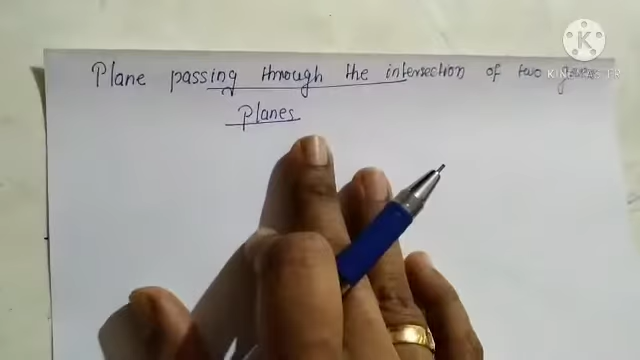 Plane passing through the intersection of two given
Planes